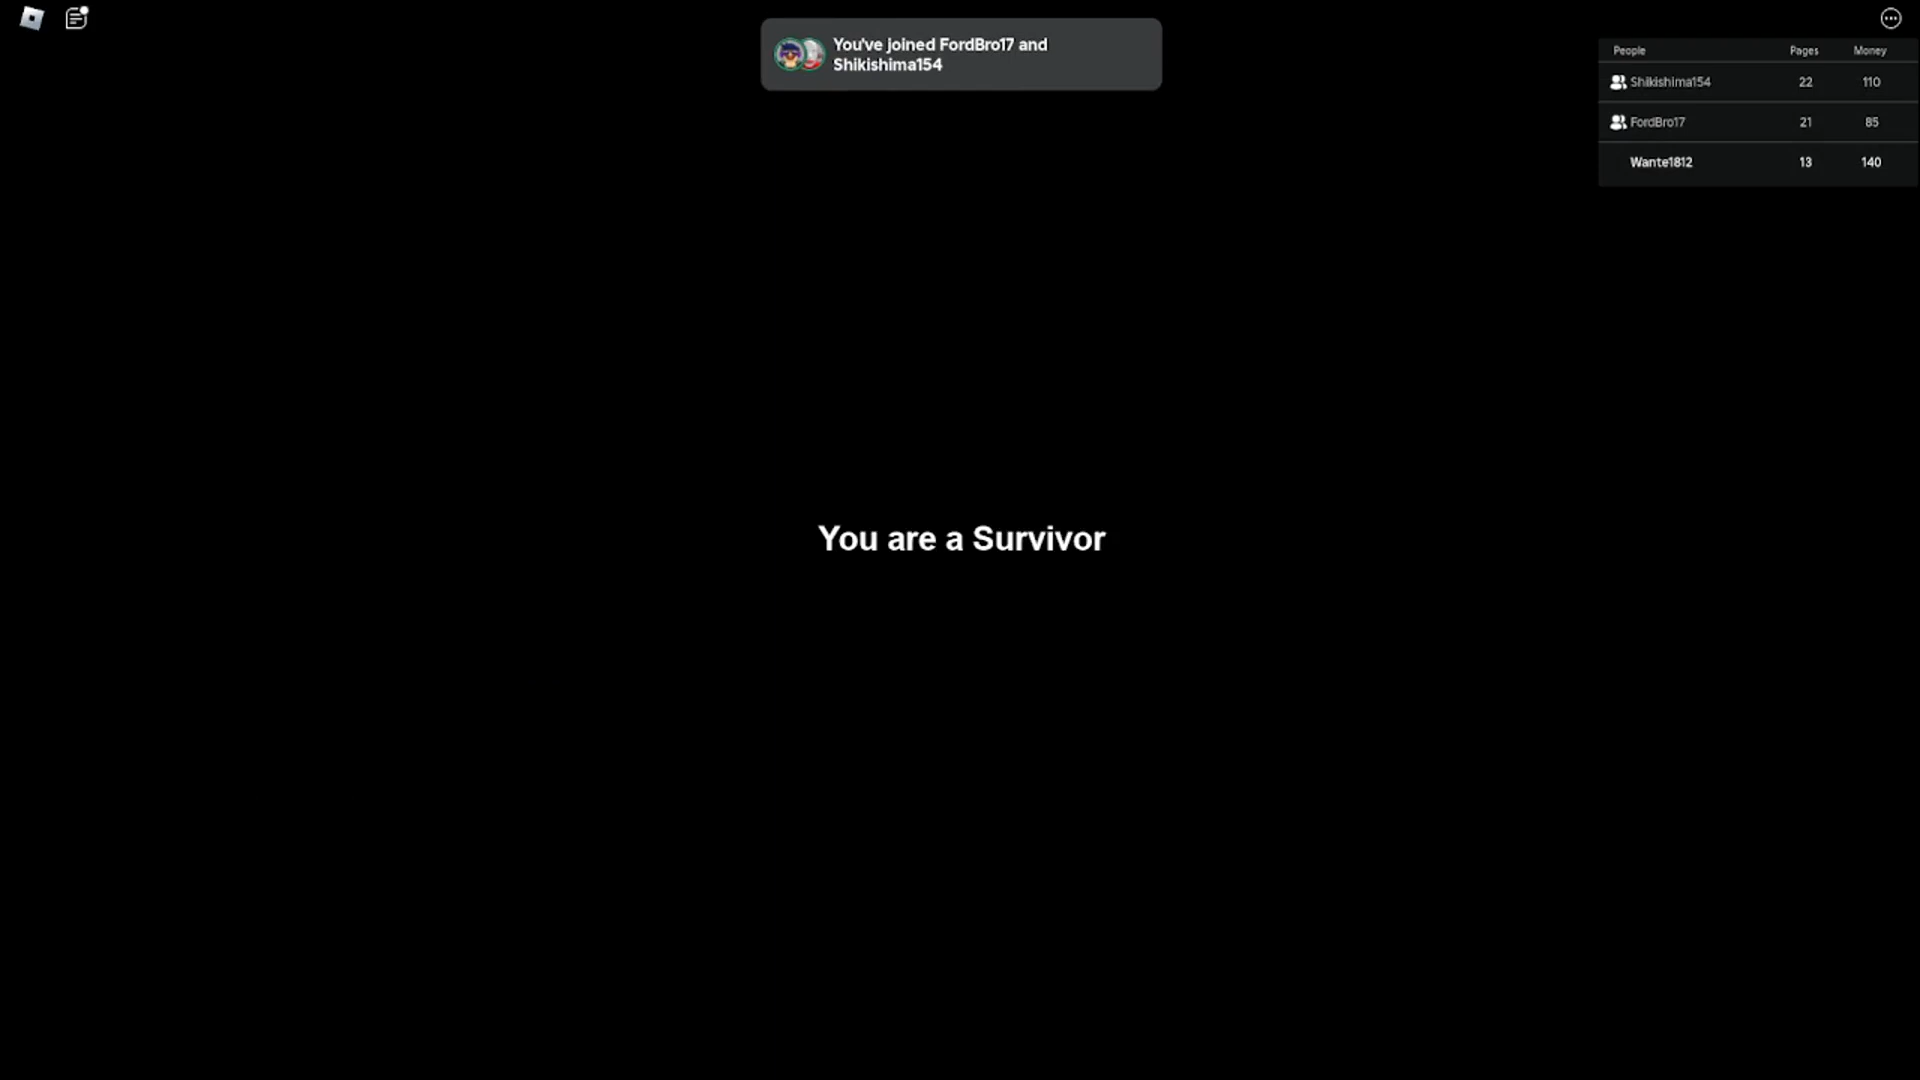 You've joined FordBro17 and
Shikishima154
People Pages Money
Shikishima154 22 110
FordBro17 21 85
Wante1812 13 140
You are a Survivor